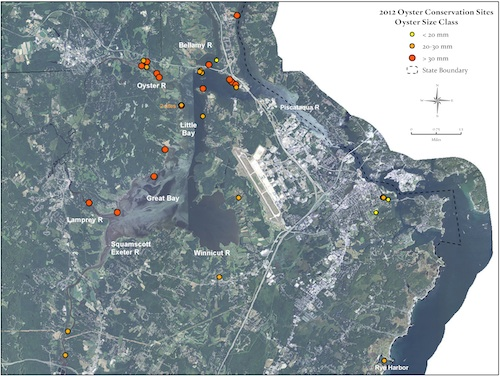 2012 Oyster Conservation Sites
Oyster Size Class
< 20 mm
20-30 mm
> 30 mm
State Boundary
Miles
Bellamy R
Oyster R
Piscataqua R
Little
Bay
Great Bay
Lamprey R
Squamscott
Exeter R
Winnicut R
Rye Harbor